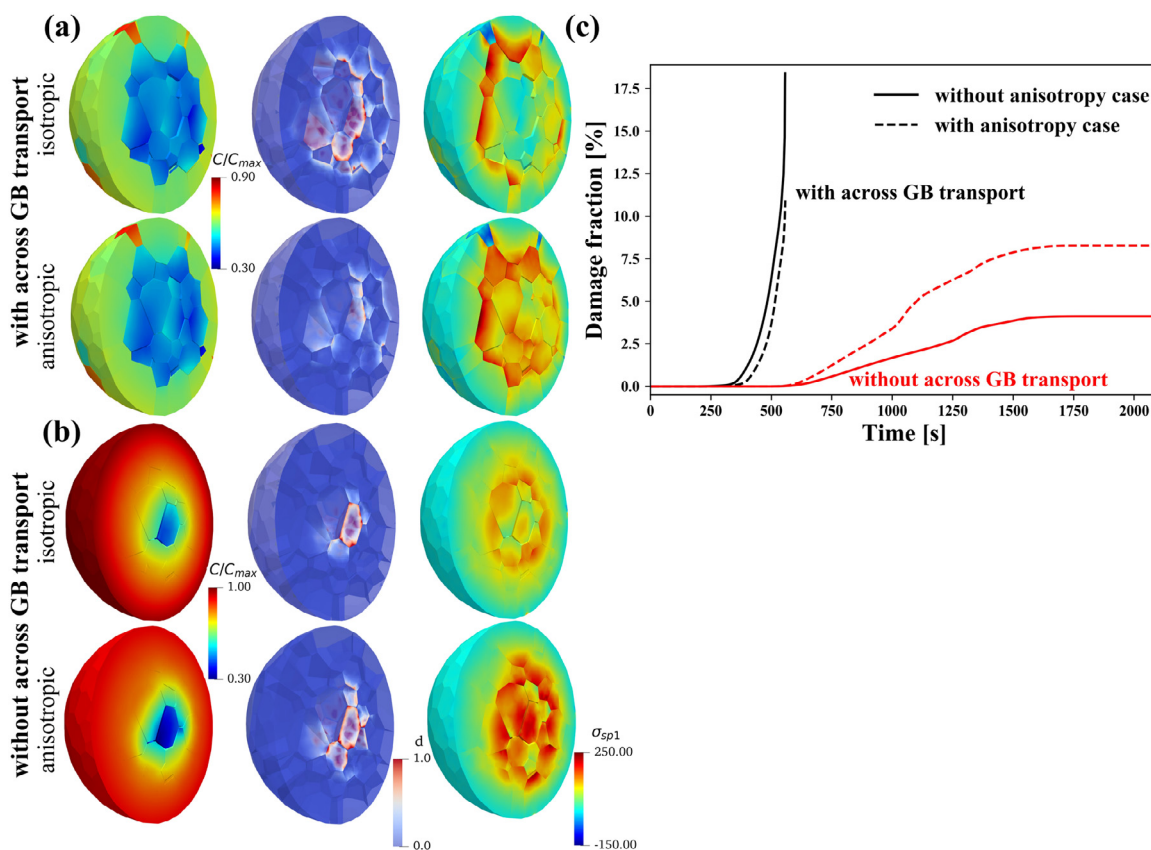 (a)
with across GB transport
isotropic
anisotropic
C/Cmax
0.90
0.30
(b)
without across GB transport
isotropic
anisotropic
C/Cmax
1.00
0.30
d
1.0
0.0
σsp1
250.00
-150.00
(c)
Damage fraction [%]
17.5
15.0
12.5
10.0
7.5
5.0
2.5
0.0
without anisotropy case
with anisotropy case
with across GB transport
without across GB transport
0 250 500 750 1000 1250 1500 1750 2000
Time [s]